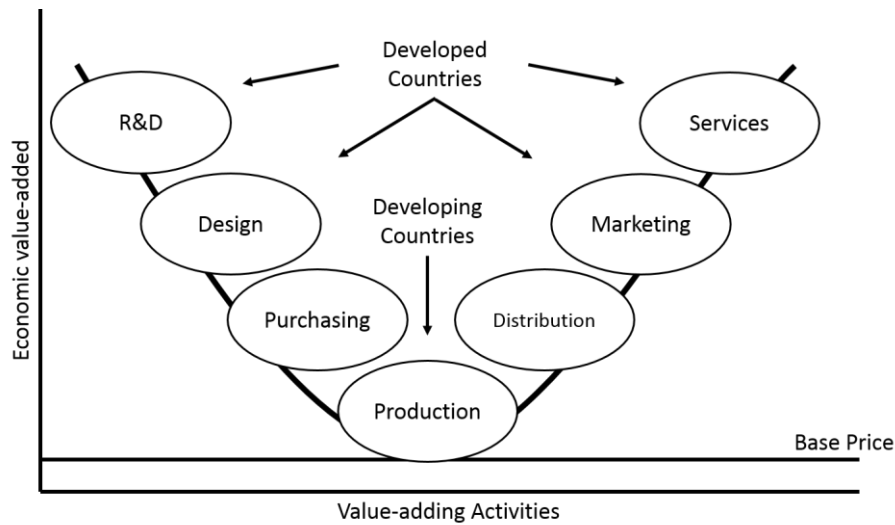 Developed
Countries
R&D
Services
Design
Developing
Countries
Marketing
Purchasing
Distribution
Production
Base Price
Economic value-added
Value-adding Activities